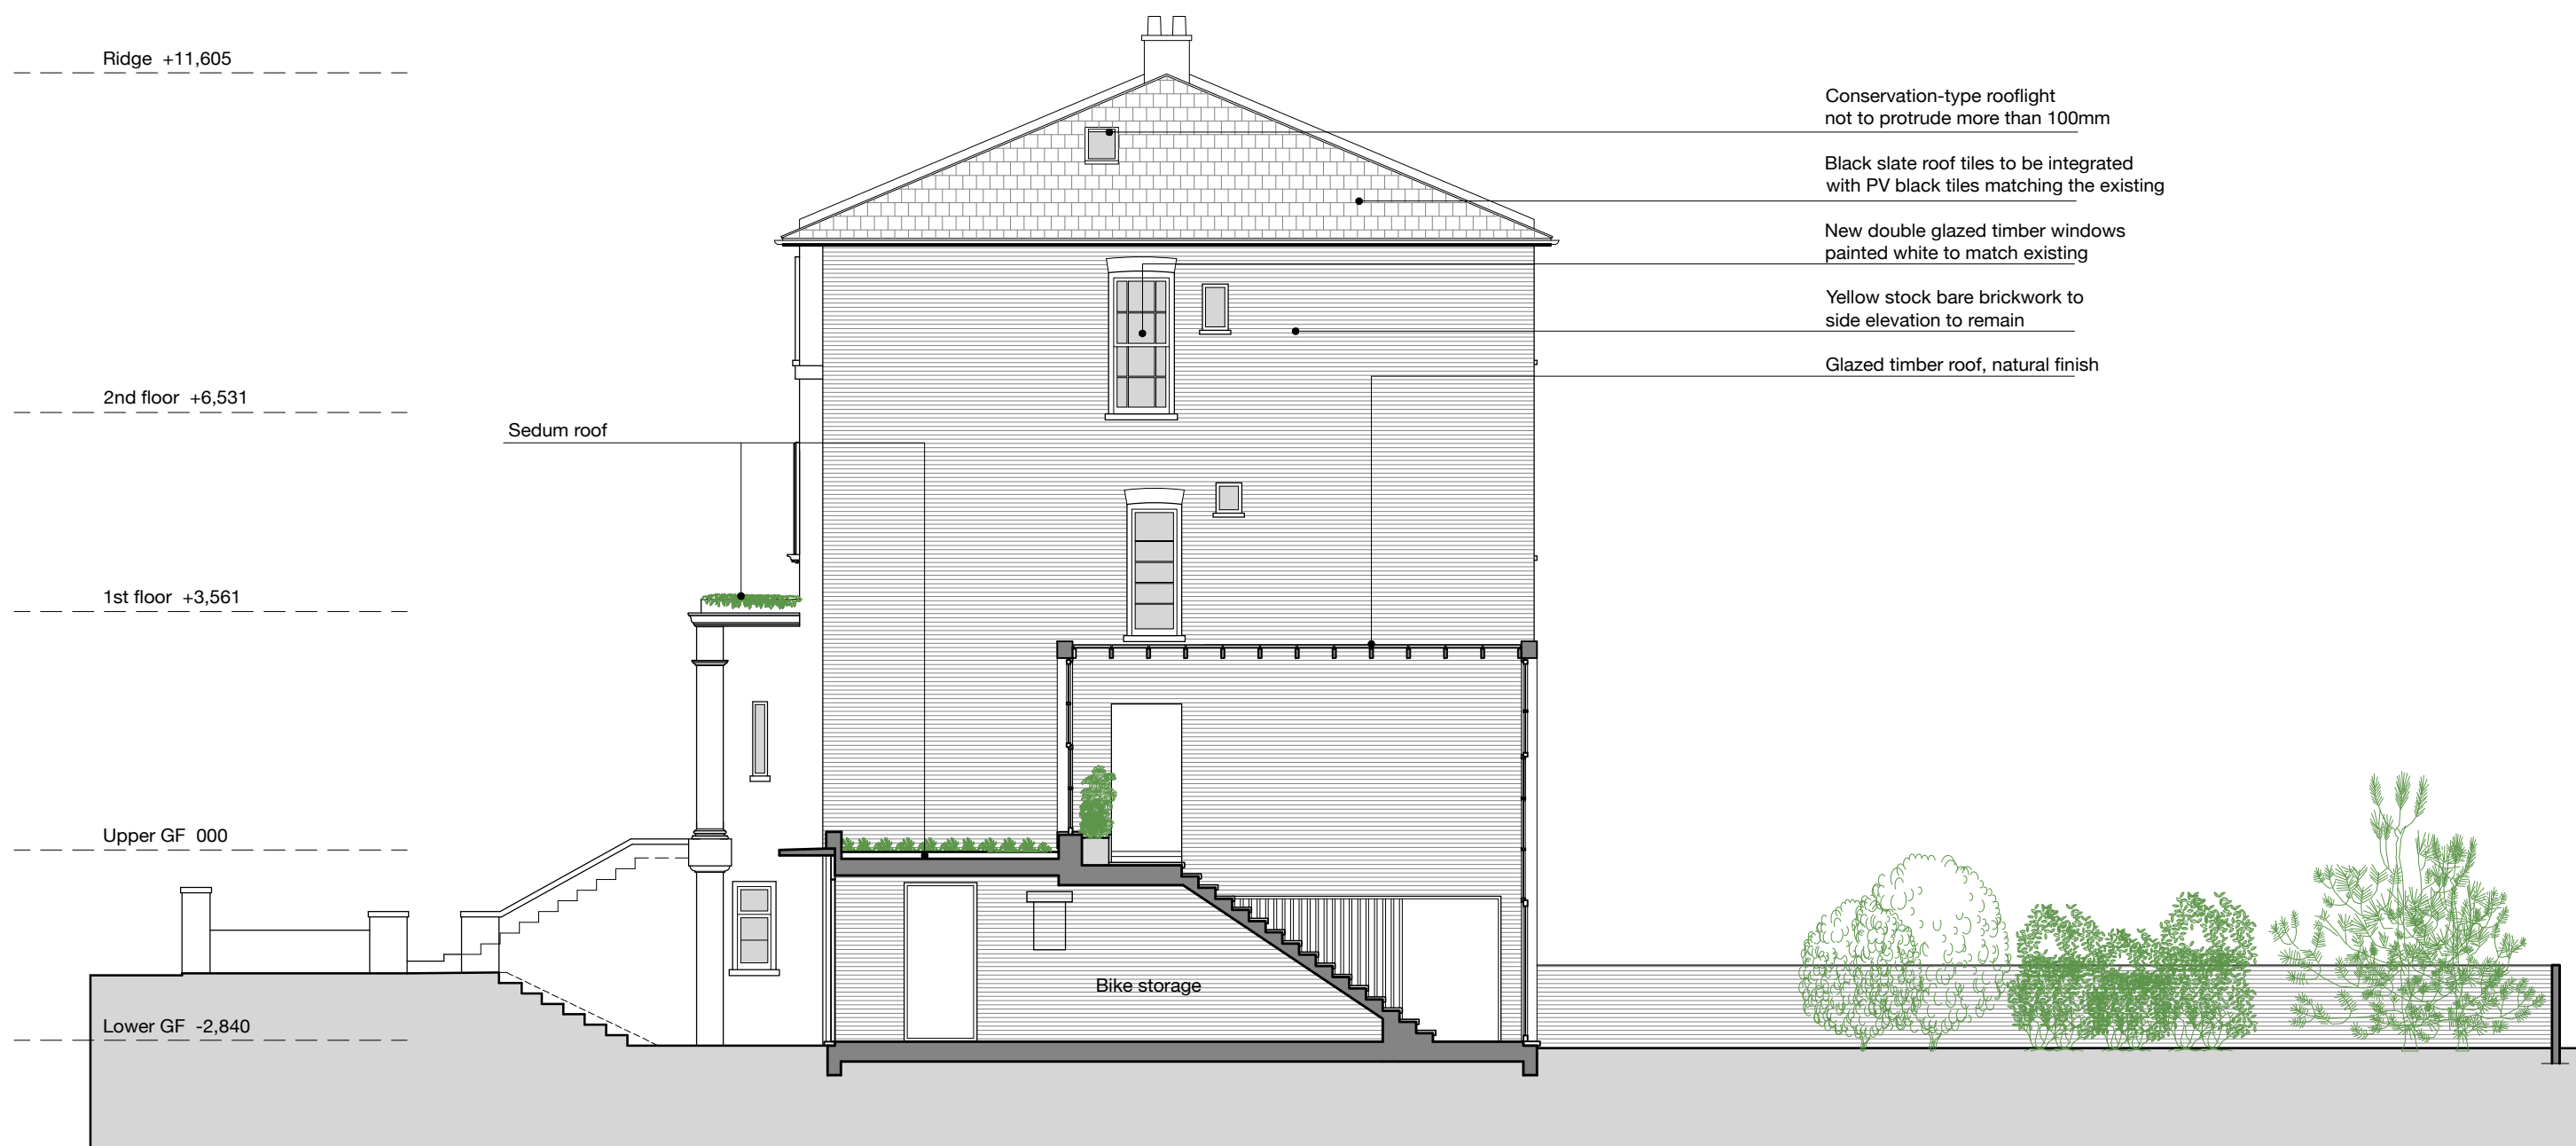 Ridge +11,605
Conservation-type rooflight
not to protrude more than 100mm
Black slate roof tiles to be integrated
with PV black tiles matching the existing
New double glazed timber windows
painted white to match existing
Yellow stock bare brickwork to
side elevation to remain
Glazed timber roof, natural finish
2nd floor +6,531
Sedum roof
1st floor +3,561
Upper GF 000
Bike storage
Lower GF -2,840